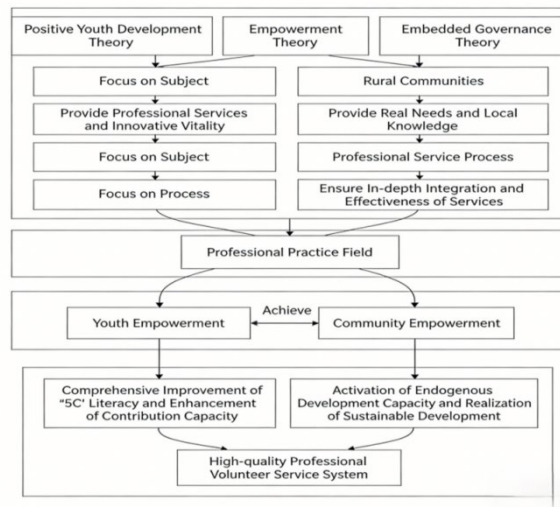 Positive Youth Development
Theory
Empowerment
Theory
Embedded Governance
Theory
Focus on Subject
Rural Communities
Provide Professional Services
and Innovative Vitality
Provide Real Needs and Local
Knowledge
Focus on Subject
Professional Service Process
Focus on Process
Ensure In-depth Integration and
Effectiveness of Services
Professional Practice Field
Achieve
Youth Empowerment
Community Empowerment
Comprehensive Improvement of
"5C' Literacy and Enhancement
of Contribution Capacity
Activation of Endogenous
Development Capacity and Realization
of Sustainable Development
High-quality Professional
Volunteer Service System